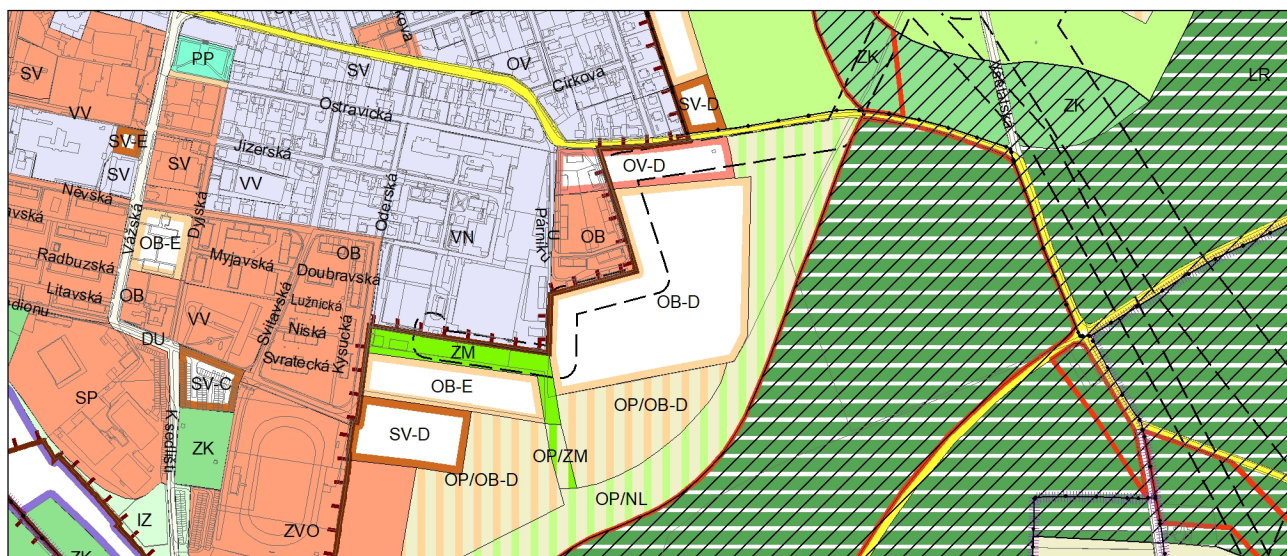 PP
SV
SV
OV
Církova
SV-D
ZK
ZK
LR
Ostravická
VV
SV-E
SV
SV
Jizerská
VV
Oderská
OV-D
Něvská
Dyjská
Vážská
OB-E
Myjavská
OB
Doubravská
VN
OB
OB-D
Radbuzská
Litavská
OB
VV
Lužnická
Niská
Svitavská
Svratecká
Kysucká
DU
ZM
SV-C
OB-E
SP
K sedlišti
SV-D
OP/OB-D
ZK
OP/ZM
OP/OB-D
OP/NL
IZ
ZVO
ZK